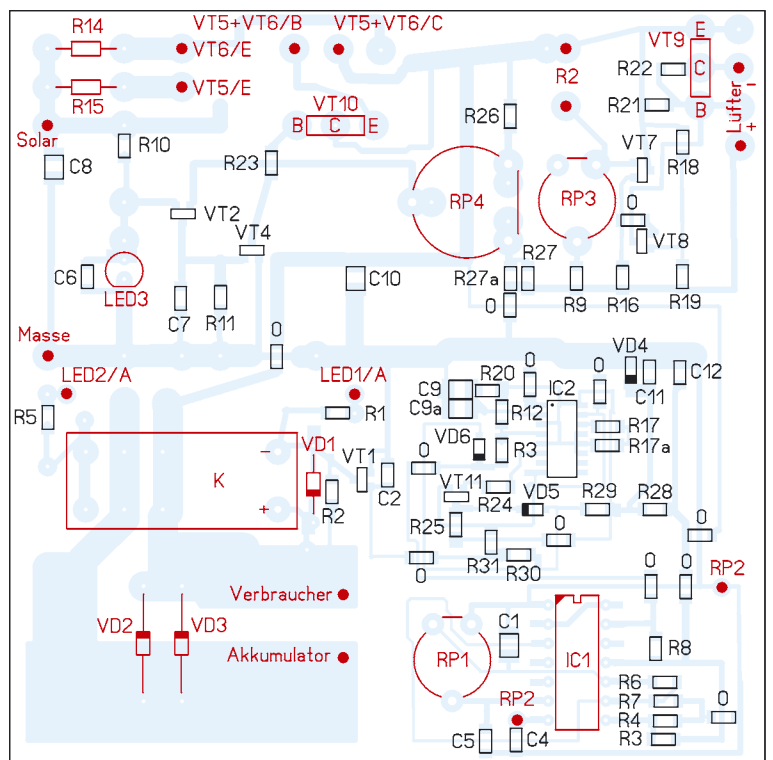 R14
VT5+VT6/B
VT5+VT6/C
VT6/E
R15
VT5/E
R2
VT9
E
C
B
R22
R21
Lüfter
−
+
Solar
R10
VT10
B C E
R26
C8
R23
RP4
RP3
VT7
R18
0
VT8
VT2
VT4
C6
LED3
C7
R11
C10
R27
R27a
0
R9
R16
R19
Masse
0
LED2/A
LED1/A
R5
R1
C9
C9a
R20
0
R12
IC2
0
VD4
C11
C12
R17
R17a
K
−
+
VD1
VT1
R2
C2
0
VD6
R3
VT11
R24
VD5
R29
R28
R25
R31
R30
0
0
0
0
0
RP2
Verbraucher
VD2
VD3
Akkumulator
RP1
C1
IC1
R8
RP2
R6
R7
R4
R3
0
C5
C4